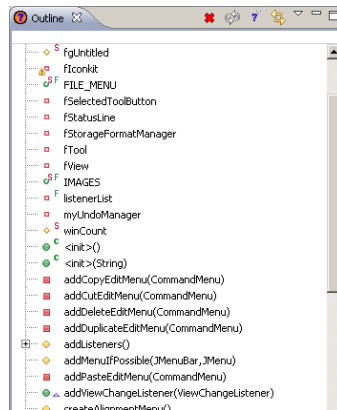 Outline
S fgUntitled
fIconkit
S F FILE_MENU
fSelectedToolButton
fStatusLine
fStorageFormatManager
fTool
fView
S F IMAGES
F listenerList
myUndoManager
S winCount
C <init>()
C <init>(String)
addCopyEditMenu(CommandMenu)
addCutEditMenu(CommandMenu)
addDeleteEditMenu(CommandMenu)
addDuplicateEditMenu(CommandMenu)
addListeners()
addMenuIfPossible(JMenuBar,JMenu)
addPasteEditMenu(CommandMenu)
addViewChangeListener(ViewChangeListener)
createAlignmentMenu()